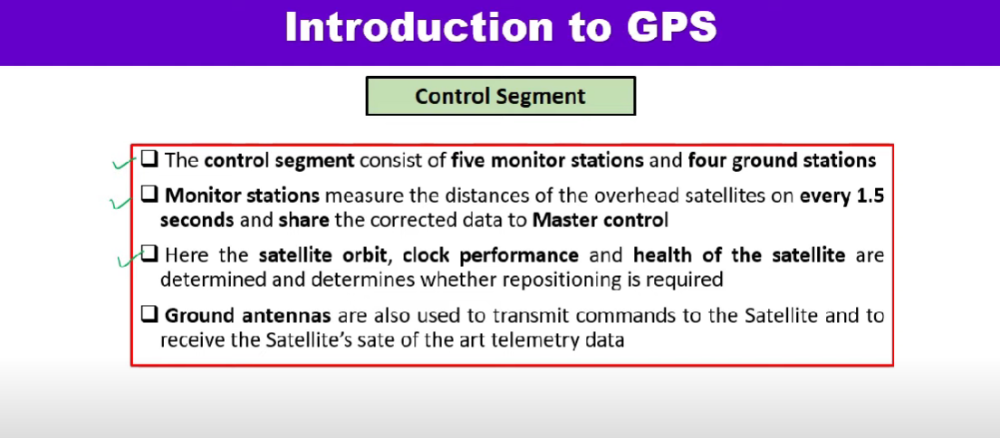 Introduction to GPS
Control Segment
❑ The control segment consist of five monitor stations and four ground stations
❑ Monitor stations measure the distances of the overhead satellites on every 1.5
seconds and share the corrected data to Master control
❑ Here the satellite orbit, clock performance and health of the satellite are
determined and determines whether repositioning is required
❑ Ground antennas are also used to transmit commands to the Satellite and to
receive the Satellite's sate of the art telemetry data